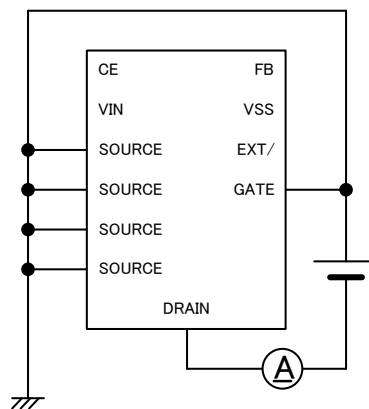 CE FB
VIN VSS
SOURCE EXT/
SOURCE GATE
SOURCE
SOURCE
DRAIN
A